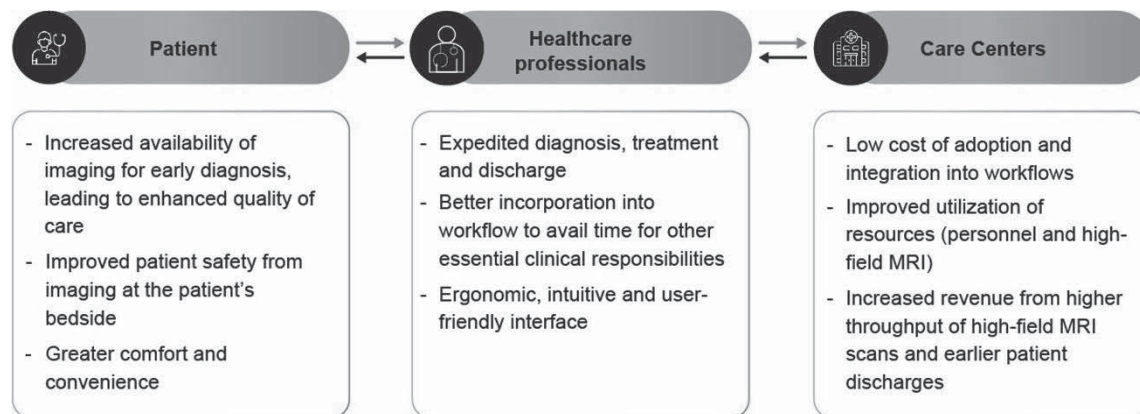 Patient
Healthcare
professionals
Care Centers
- Increased availability of
imaging for early diagnosis,
leading to enhanced quality of
care
- Improved patient safety from
imaging at the patient’s
bedside
- Greater comfort and
convenience
- Expedited diagnosis, treatment
and discharge
- Better incorporation into
workflow to avail time for other
essential clinical responsibilities
- Ergonomic, intuitive and user-
friendly interface
- Low cost of adoption and
integration into workflows
- Improved utilization of
resources (personnel and high-
field MRI)
- Increased revenue from higher
throughput of high-field MRI
scans and earlier patient
discharges